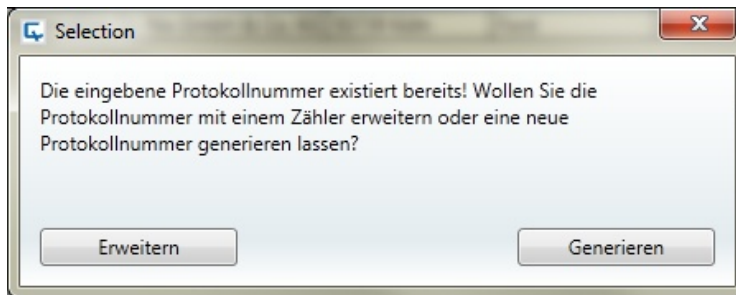 Selection
Die eingebene Protokollnummer existiert bereits! Wollen Sie die
Protokollnummer mit einem Zähler erweitern oder eine neue
Protokollnummer generieren lassen?
Erweitern
Generieren